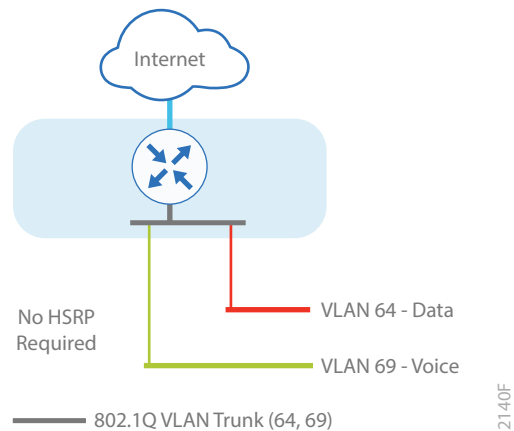 Internet
VLAN 64 - Data
No HSRP
Required
VLAN 69 - Voice
802.1Q VLAN Trunk (64, 69)
2140F